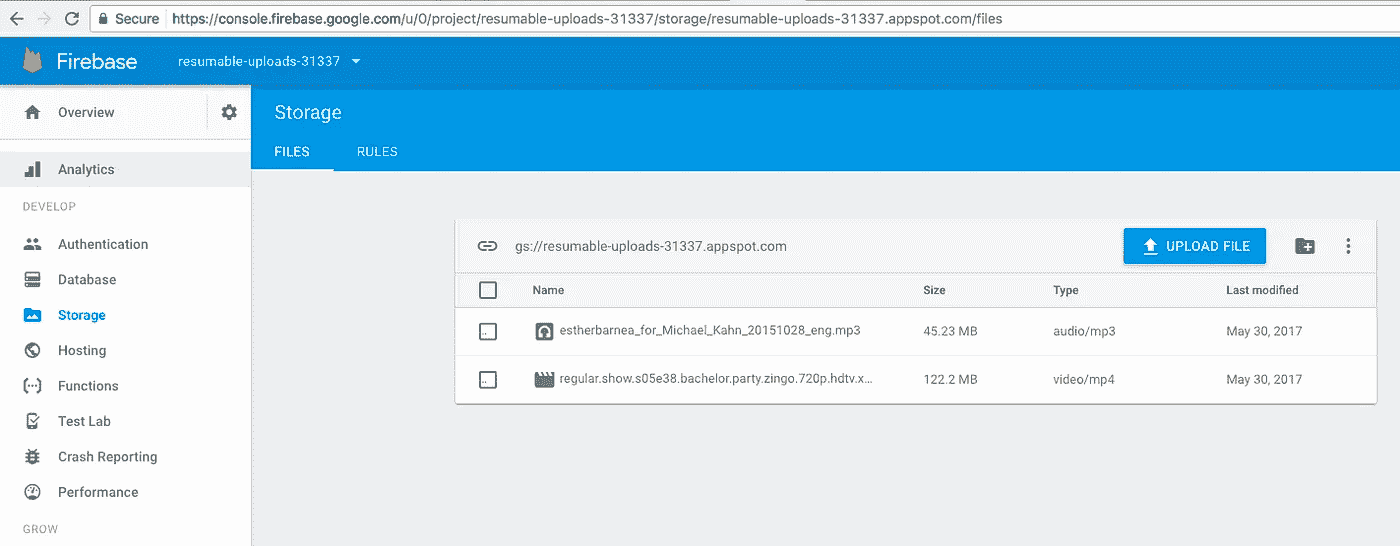 Secure https://console.firebase.google.com/u/0/project/resumable-uploads-31337/storage/resumable-uploads-31337.appspot.com/files
Firebase resumable-uploads-31337
Overview
Storage
FILES RULES
Analytics
DEVELOP
Authentication
Database
Storage
Hosting
Functions
Test Lab
Crash Reporting
Performance
GROW
gs://resumable-uploads-31337.appspot.com UPLOAD FILE
Name Size Type Last modified
estherbarnea_for_Michael_Kahn_20151028_eng.mp3 45.23 MB audio/mp3 May 30, 2017
regular.show.s05e38.bachelor.party.zingo.720p.hdtv.x... 122.2 MB video/mp4 May 30, 2017